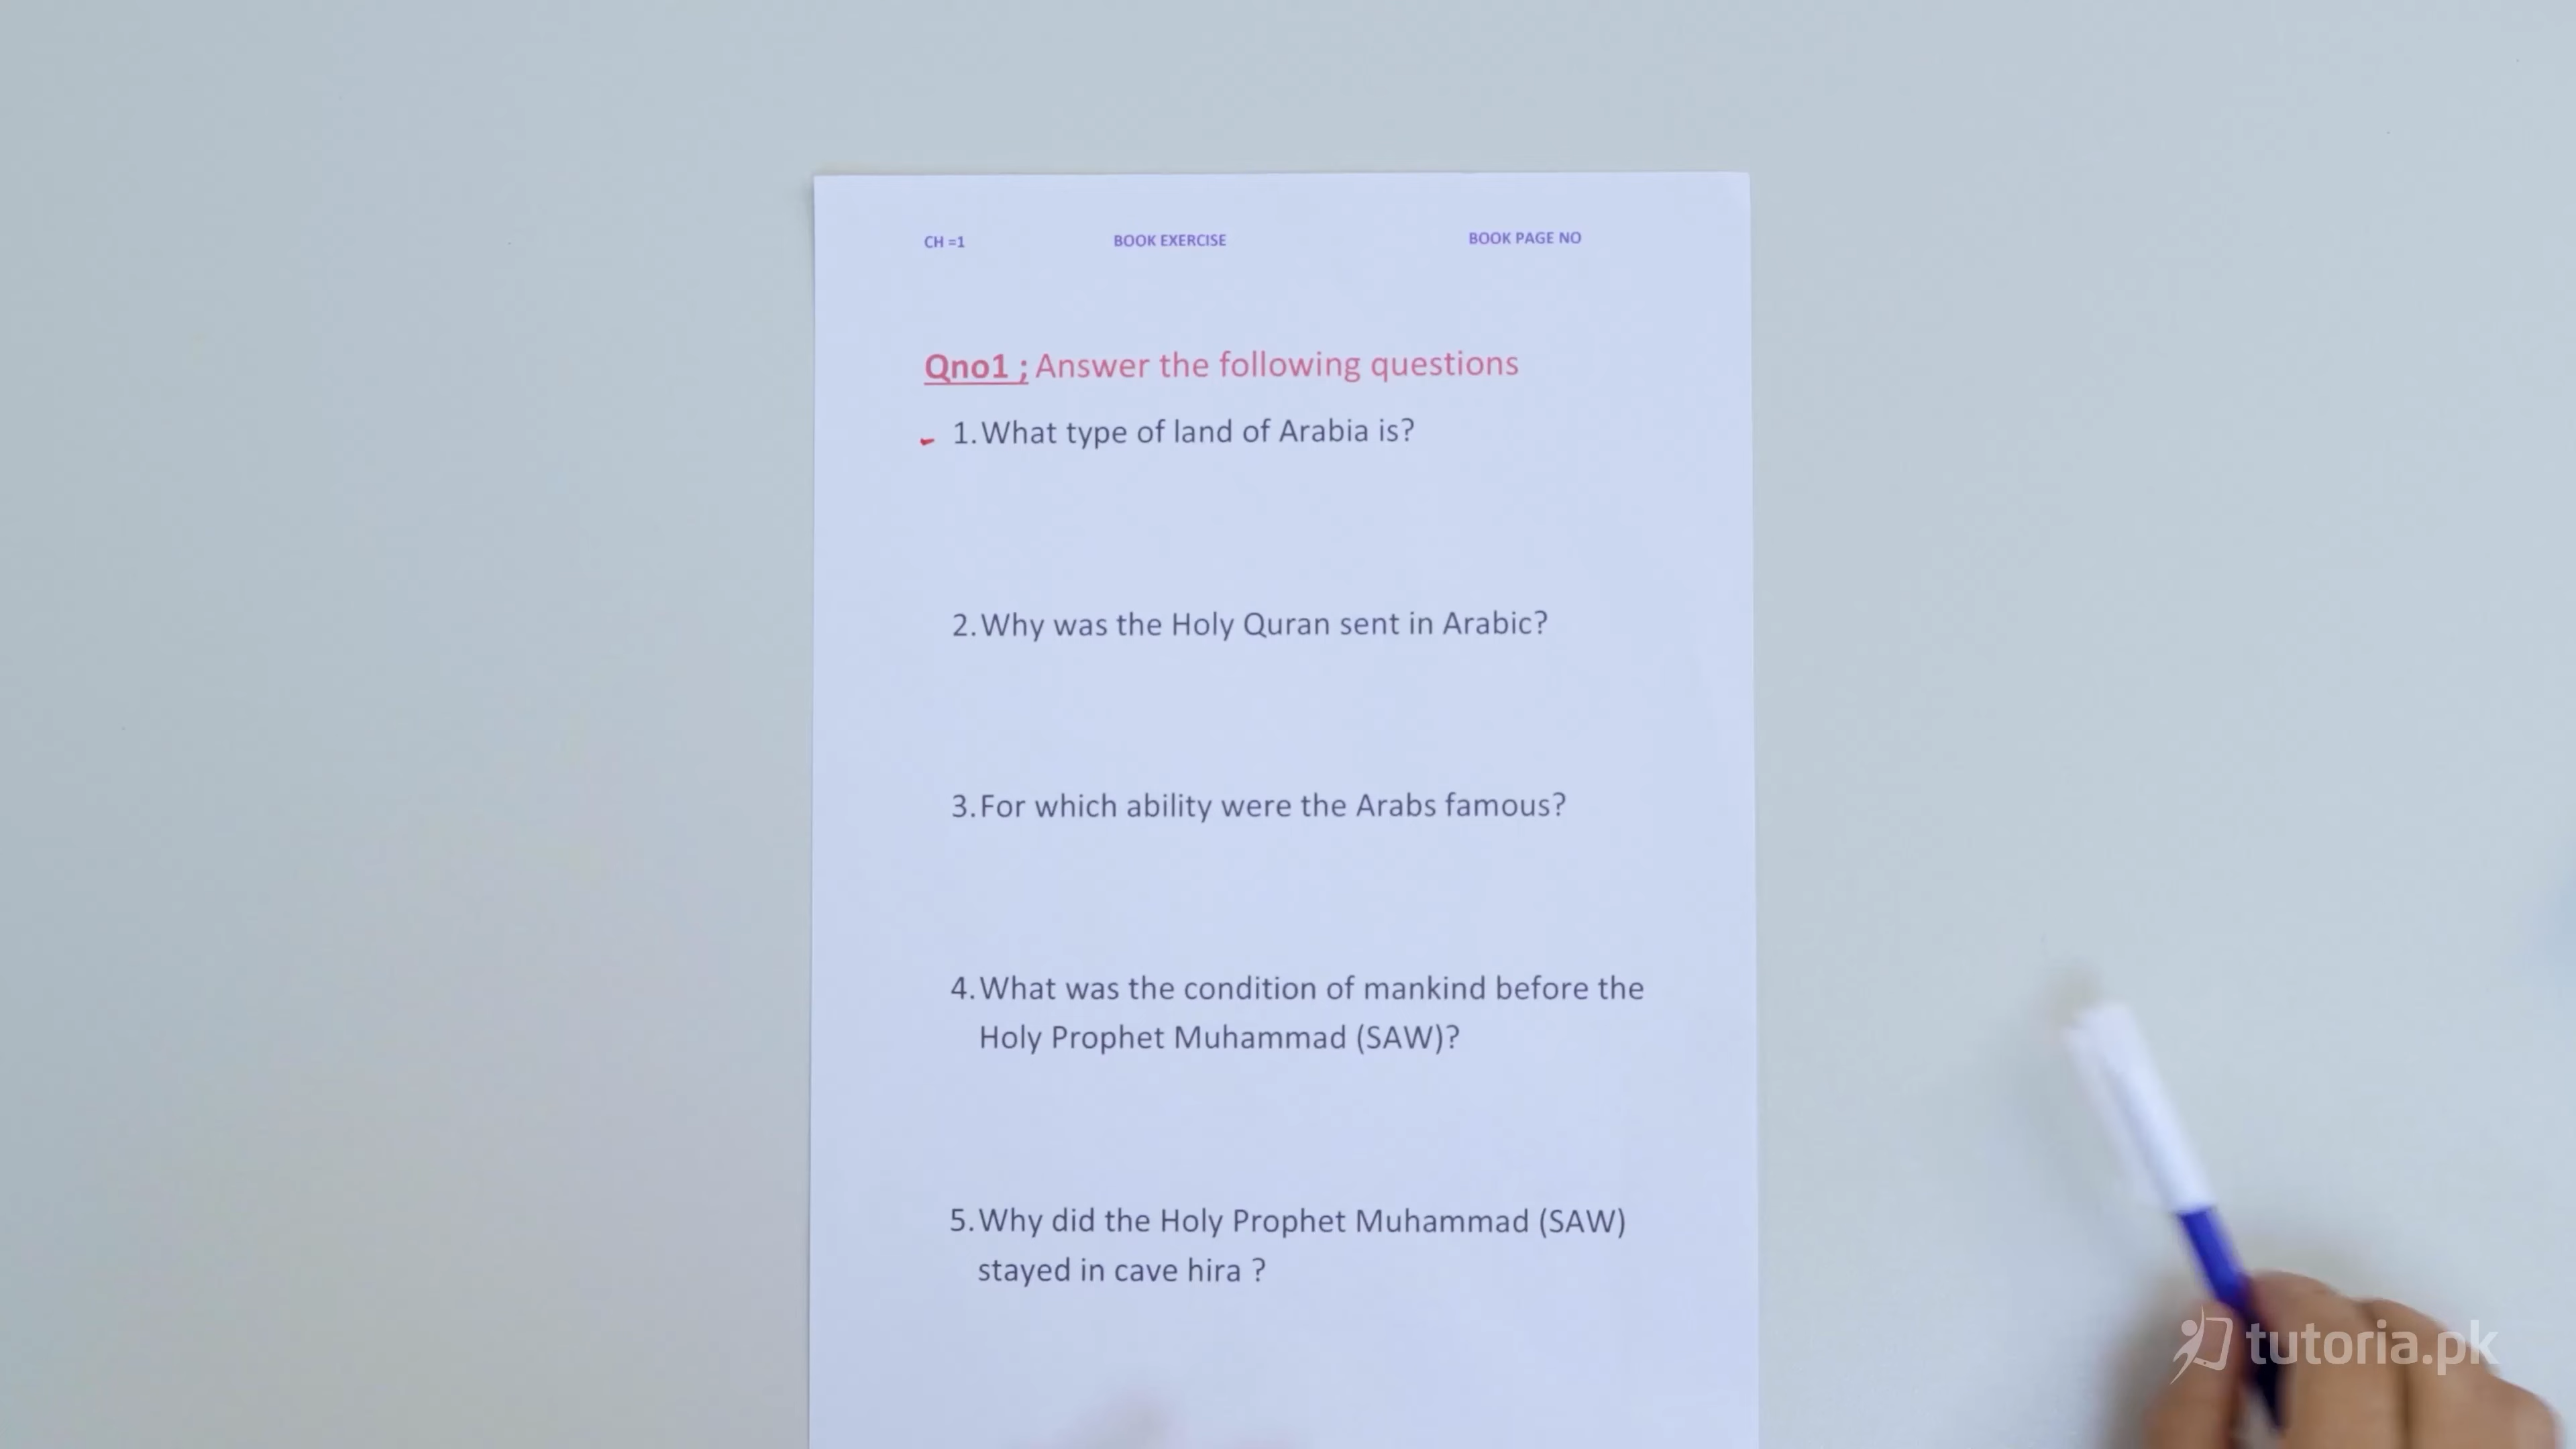 CH =1 BOOK EXERCISE BOOK PAGE NO
Qno1 ; Answer the following questions
1. What type of land of Arabia is?
2. Why was the Holy Quran sent in Arabic?
3. For which ability were the Arabs famous?
4. What was the condition of mankind before the
Holy Prophet Muhammad (SAW)?
5. Why did the Holy Prophet Muhammad (SAW)
stayed in cave hira ?
tutoria.pk